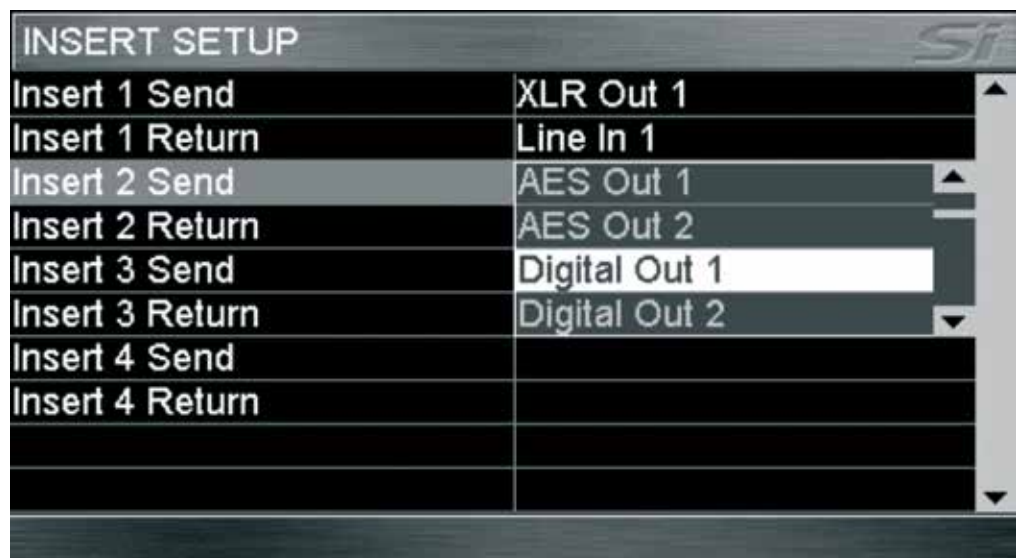 INSERT SETUP Si
Insert 1 Send XLR Out 1
Insert 1 Return Line In 1
Insert 2 Send AES Out 1
Insert 2 Return AES Out 2
Insert 3 Send Digital Out 1
Insert 3 Return Digital Out 2
Insert 4 Send
Insert 4 Return